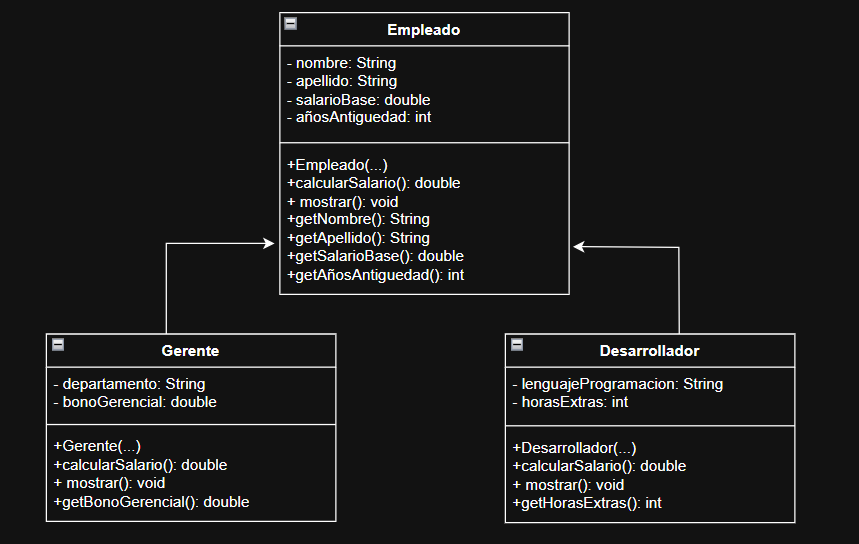 Empleado
- nombre: String
- apellido: String
- salarioBase: double
- añosAntiguedad: int
+Empleado(...)
+calcularSalario(): double
+ mostrar(): void
+getNombre(): String
+getApellido(): String
+getSalarioBase(): double
+getAñosAntiguedad(): int
Gerente
- departamento: String
- bonoGerencial: double
+Gerente(...)
+calcularSalario(): double
+ mostrar(): void
+getBonoGerencial(): double
Desarrollador
- lenguajeProgramacion: String
- horasExtras: int
+Desarrollador(...)
+calcularSalario(): double
+ mostrar(): void
+getHorasExtras(): int